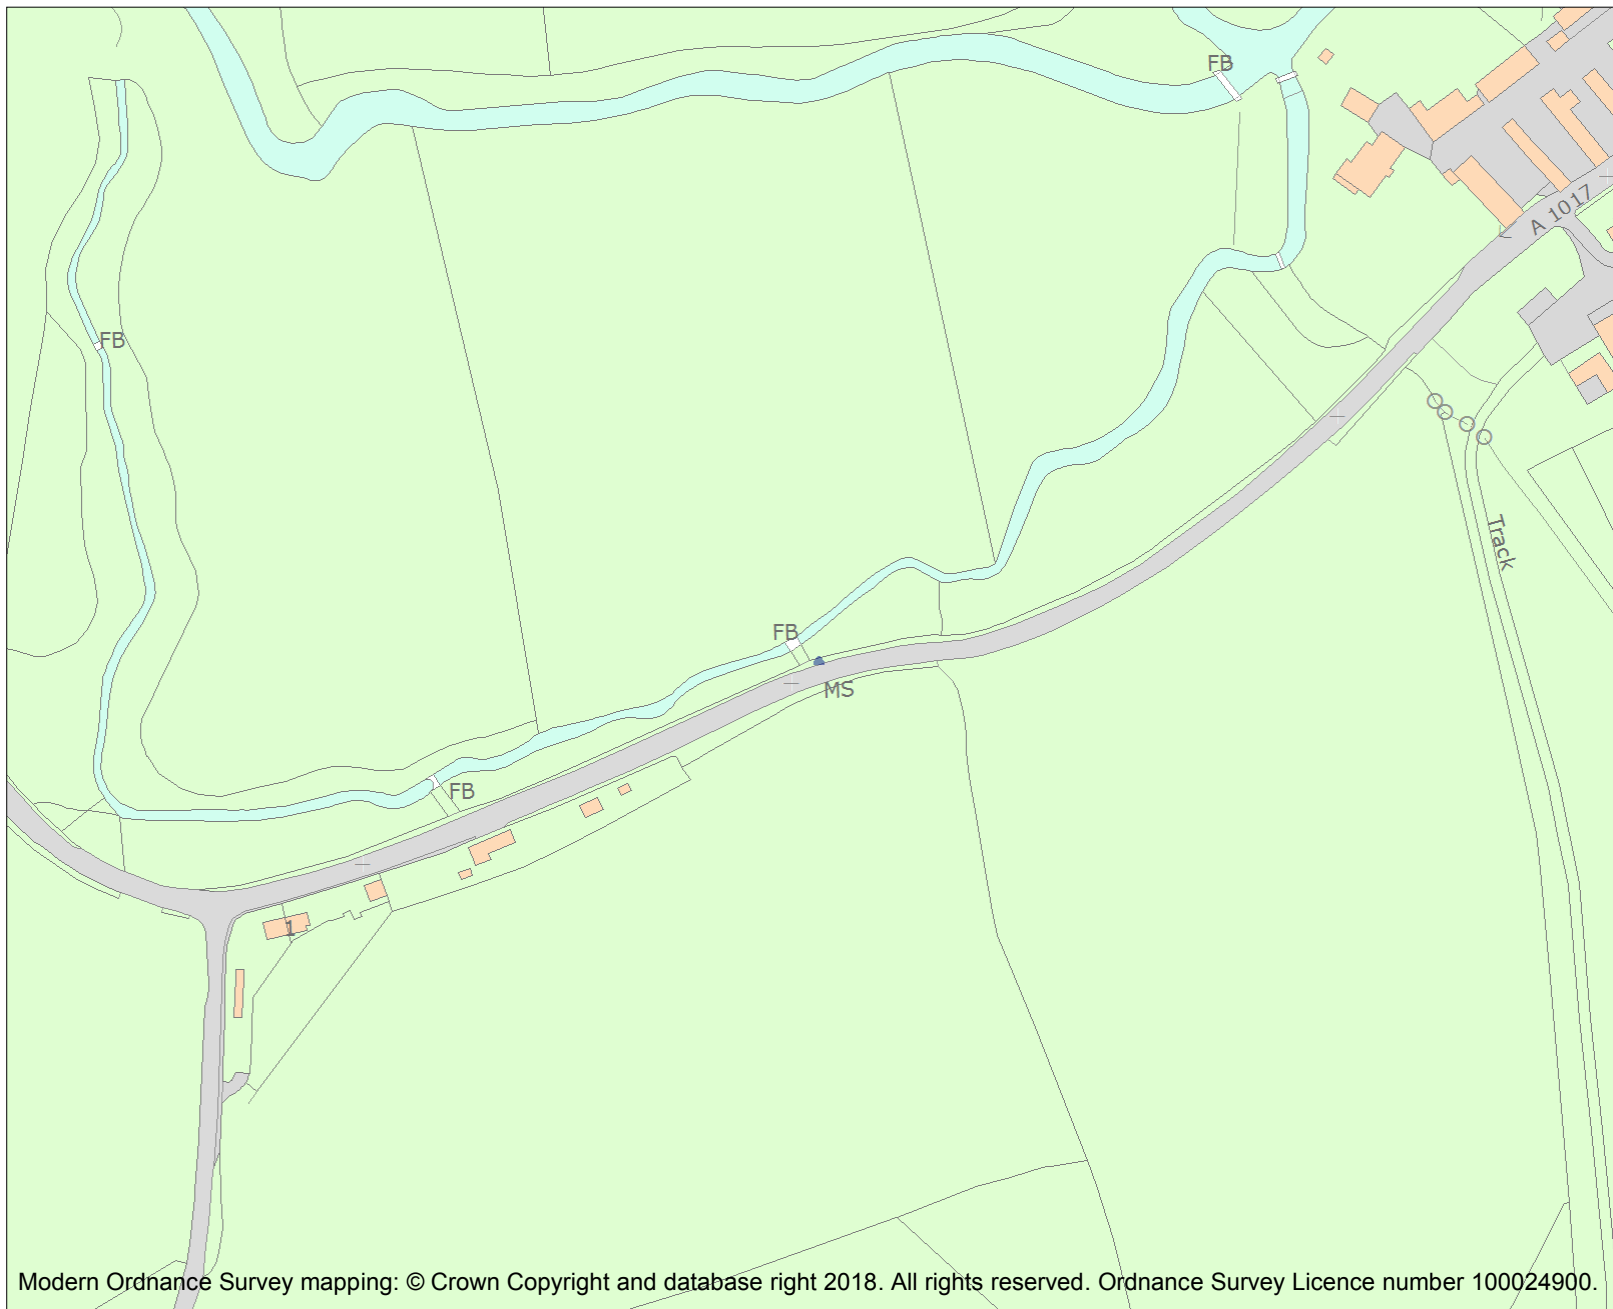 FB
A 1017
FB
Track
FB
MS
FB
1
Modern Ordnance Survey mapping: © Crown Copyright and database right 2018. All rights reserved. Ordnance Survey Licence number 100024900.